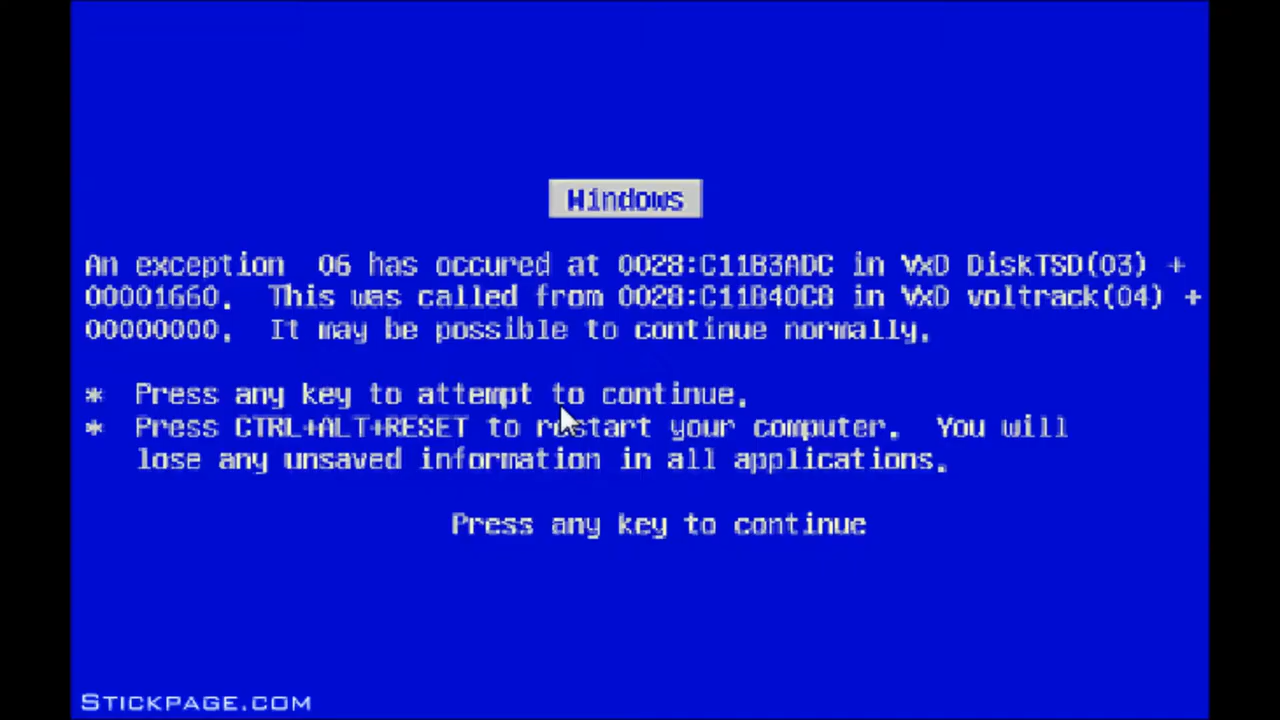 Windows
An exception 06 has occured at 0028:C11B3ADC in VxD DiskTSD(03) +
00001660. This was called from 0028:C11B40C8 in VxD voltrack(04) +
00000000. It may be possible to continue normally.
* Press any key to attempt to continue.
* Press CTRL+ALT+RESET to restart your computer. You will
lose any unsaved information in all applications.
Press any key to continue
STICKPAGE.COM